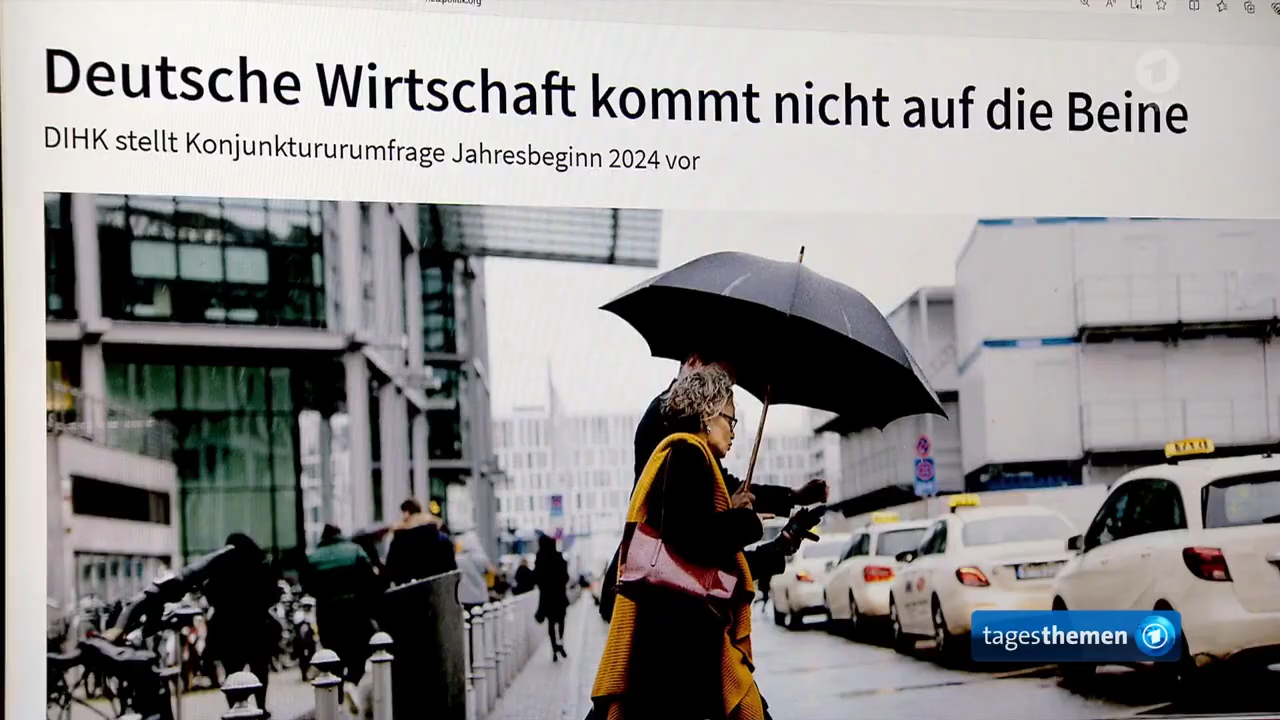 Deutsche Wirtschaft kommt nicht auf die Beine
DIHK stellt Konjunktururumfrage Jahresbeginn 2024 vor
TAXI
tagesthemen